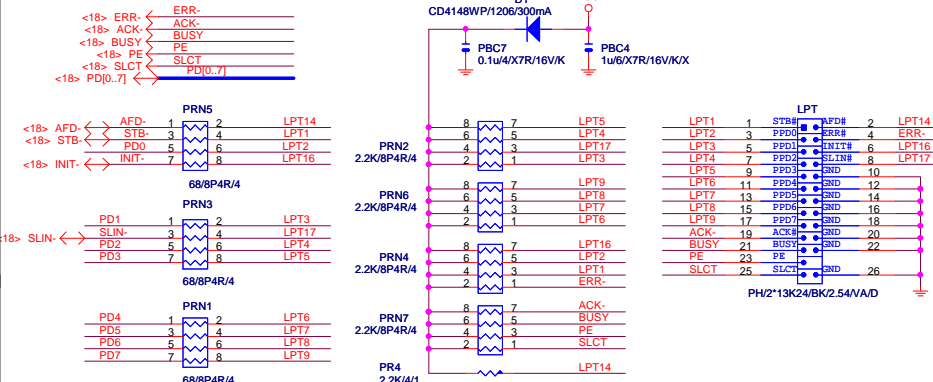 <18> ERR- ERR-
<18> ACK- ACK-
<18> BUSY BUSY
<18> PE PE
<18> SLCT SLCT
<18> PD[0..7] PD[0..7]
CD4148WP/1206/300mA
PBC7
0.1u/4/X7R/16V/K
PBC4
1u/6/X7R/16V/K/X
PRN5
<18> AFD- AFD- 1 2 LPT14
<18> STB- STB- 3 4 LPT1
PD0 5 6 LPT2
<18> INIT- INIT- 7 8 LPT16
68/8P4R/4
PRN3
PD1 1 2 LPT3
<18> SLIN- SLIN- 3 4 LPT17
PD2 5 6 LPT4
PD3 7 8 LPT5
68/8P4R/4
PRN1
PD4 1 2 LPT6
PD5 3 4 LPT7
PD6 5 6 LPT8
PD7 7 8 LPT9
68/8P4R/4
PRN2
2.2K/8P4R/4
8 7 LPT5
6 5 LPT2
4 3 LPT17
2 1 LPT3
PRN6
2.2K/8P4R/4
8 7 LPT9
6 5 LPT8
4 3 LPT7
2 1 LPT6
PRN4
2.2K/8P4R/4
8 7 LPT16
6 5 LPT2
4 3 LPT1
2 1 ERR-
PRN7
2.2K/8P4R/4
8 7 ACK-
6 5 BUSY
4 3 PE
2 1 SLCT
PR4
2.2K/4/1
LPT14
LPT
LPT1 1 STB# AFD# 2 LPT14
LPT2 3 PPD0 ERR# 4 ERR-
LPT3 5 PPD1 INIT# 6 LPT16
LPT4 7 PPD2 SLIN# 8 LPT17
LPT5 9 PPD3 GND 10
LPT6 11 PPD4 GND 12
LPT7 13 PPD5 GND 14
LPT8 15 PPD6 GND 16
LPT9 17 PPD7 GND 18
ACK- 19 ACK# GND 20
BUSY 21 BUSY GND 22
PE 23 PE
SLCT 25 SLCT GND 26
PH/2*13K24/BK/2.54/VA/D